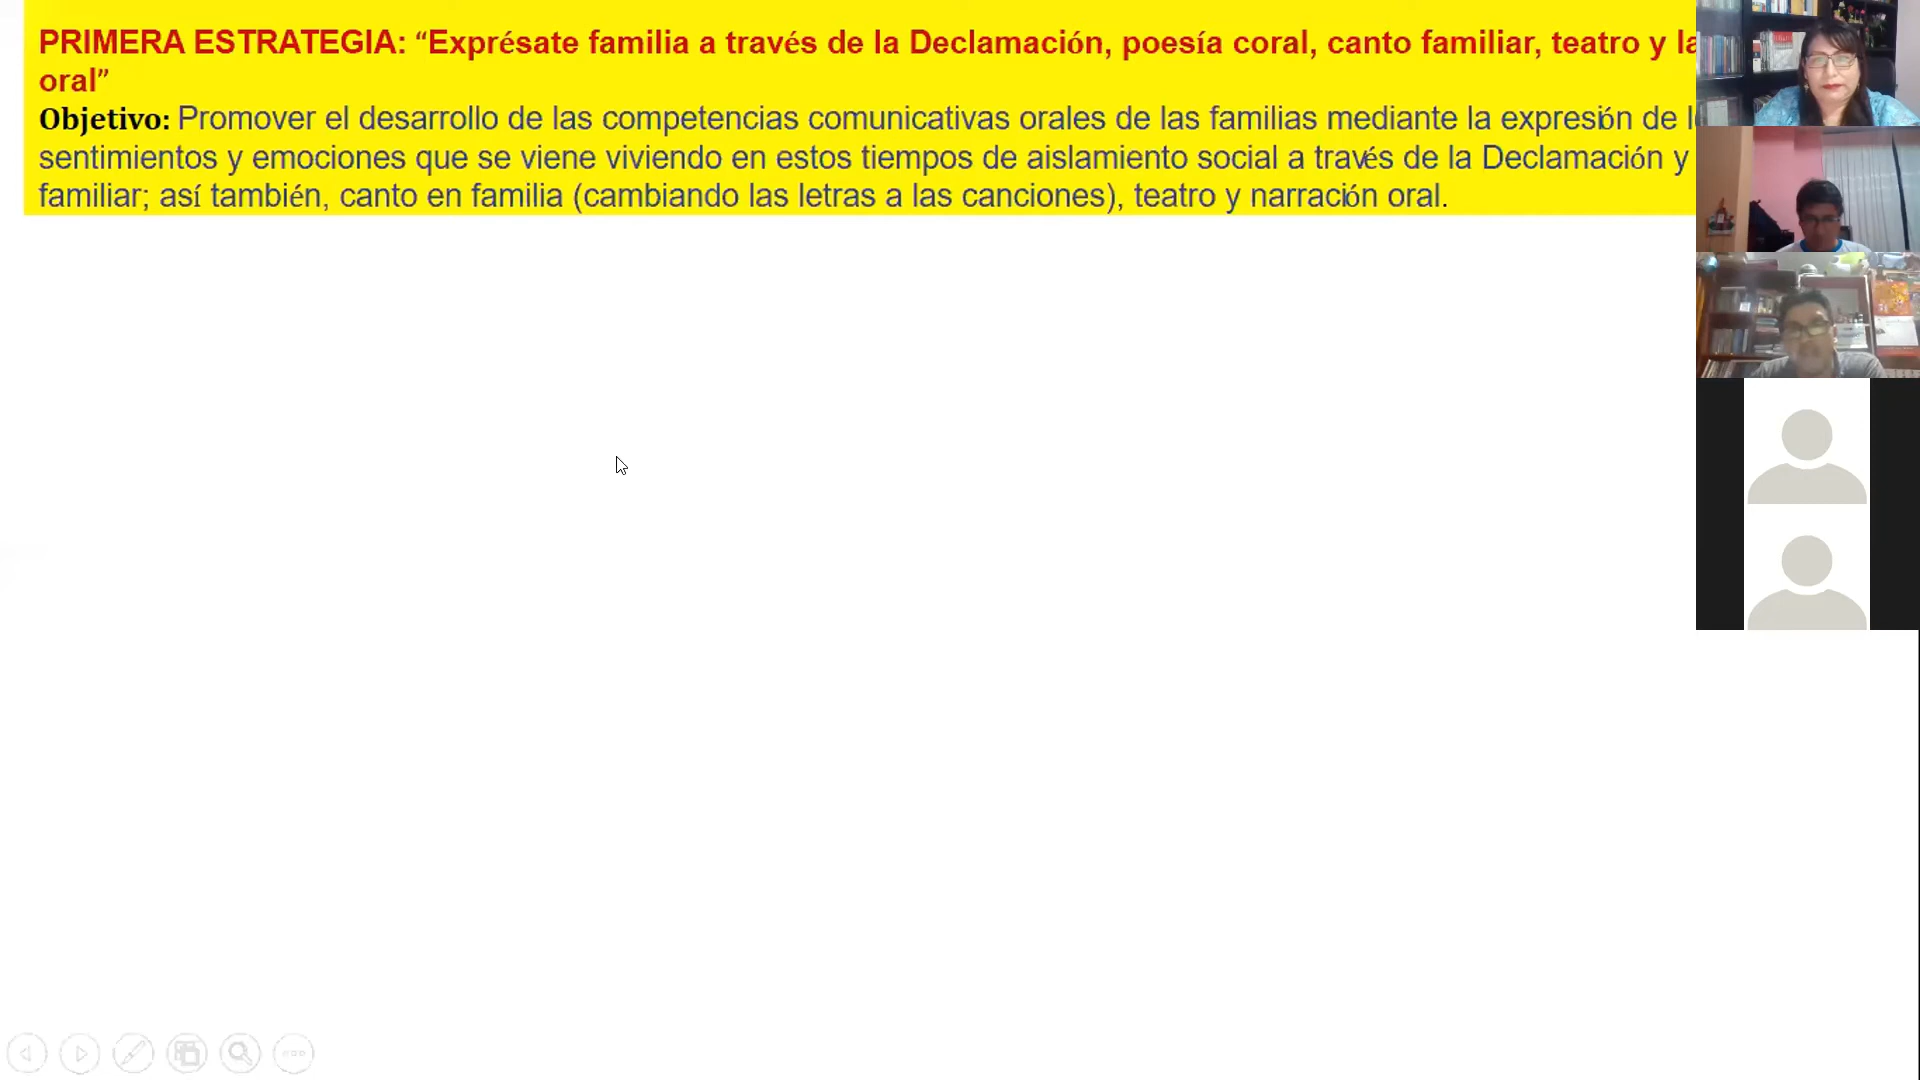 PRIMERA ESTRATEGIA: “Exprésate familia a través de la Declamación, poesía coral, canto familiar, teatro y la
oral”
Objetivo: Promover el desarrollo de las competencias comunicativas orales de las familias mediante la expresión de
sentimientos y emociones que se viene viviendo en estos tiempos de aislamiento social a través de la Declamación y
familiar; así también, canto en familia (cambiando las letras a las canciones), teatro y narración oral.